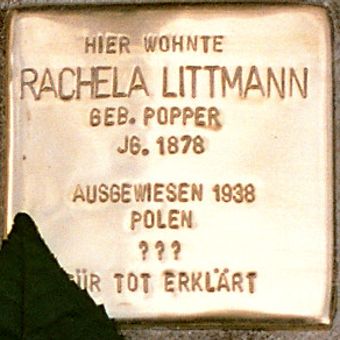 HIER WOHNTE
RACHELA LITTMANN
GEB. POPPER
JG. 1878
AUSGEWIESEN 1938
POLEN
???
FÜR TOT ERKLÄRT